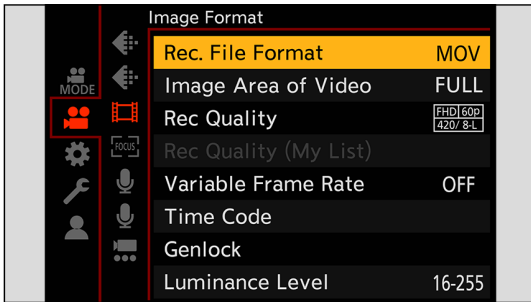 Image Format
MODE
FOCUS
Rec. File Format MOV
Image Area of Video FULL
Rec Quality FHD 60p 420/ 8-L
Rec Quality (My List)
Variable Frame Rate OFF
Time Code
Genlock
Luminance Level 16-255